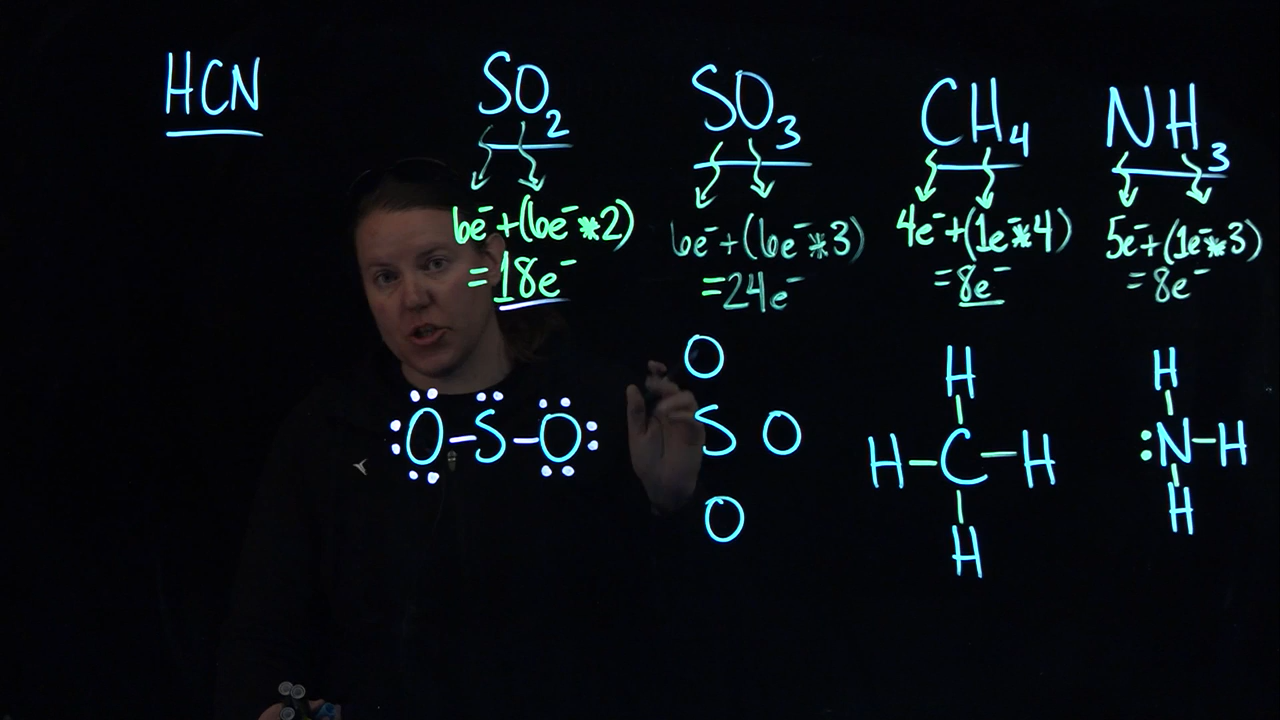 HCN
SO2
6e⁻+(6e⁻*2)
=18e⁻
O-S-O
SO3
6e⁻+(6e⁻*3)
=24e⁻
O
S O
O
CH4
4e⁻+(1e⁻*4)
=8e⁻
H
H-C-H
H
NH3
5e⁻+(1e⁻*3)
=8e⁻
H
:N-H
H